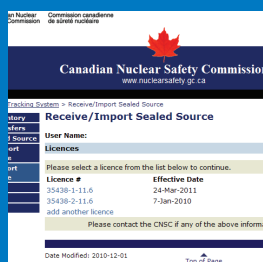 an Nuclear Commission canadienne
Commission de sûreté nucléaire
Canadian Nuclear Safety Commission
www.nuclearsafety.gc.ca
Tracking System > Receive/Import Sealed Source
Receive/Import Sealed Source
User Name:
Licences
Please select a licence from the list below to continue.
Licence # Effective Date
35438-1-11.6 24-Mar-2011
35438-2-11.6 7-Jan-2010
add another licence
Please contact the CNSC if any of the above informa
Date Modified: 2010-12-01
Top of Page